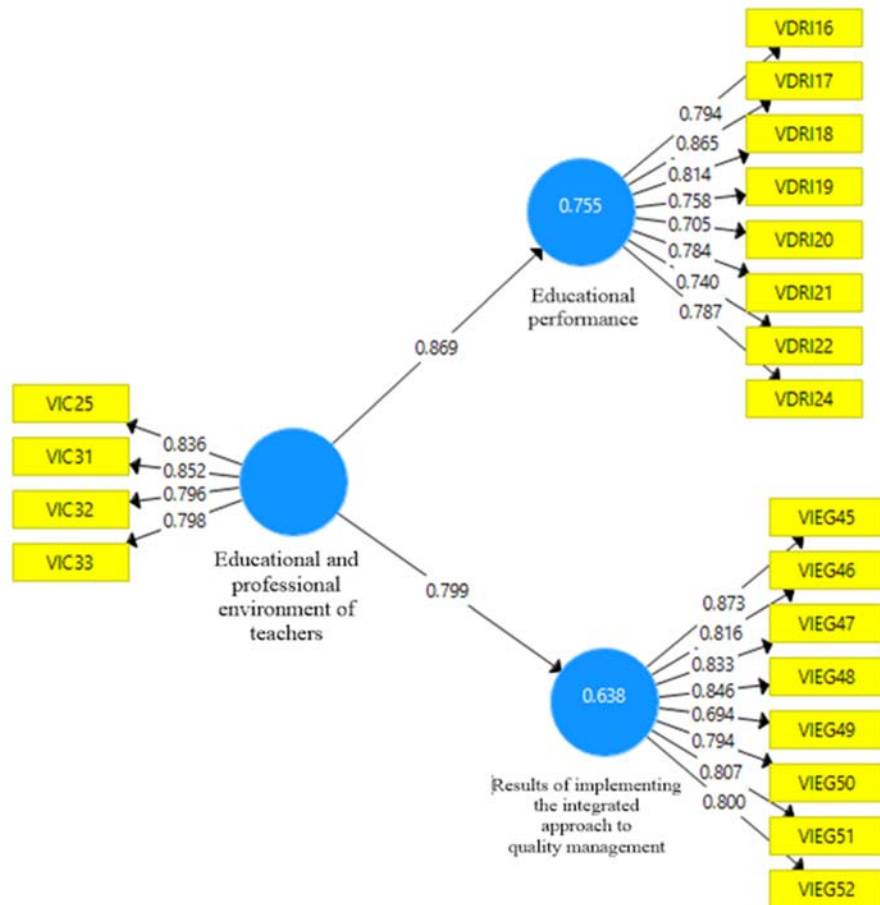 VDRI16
VDRI17
VDRI18
VDRI19
VDRI20
VDRI21
VDRI22
VDRI24
0.794
0.865
0.814
0.758
0.705
0.784
0.740
0.787
0.755
Educational
performance
0.869
VIC25
VIC31
VIC32
VIC33
0.836
0.852
0.796
0.798
Educational and
professional
environment of
teachers
0.799
0.638
Results of implementing
the integrated
approach to
quality management
0.873
0.816
0.833
0.846
0.694
0.794
0.807
0.800
VIEG45
VIEG46
VIEG47
VIEG48
VIEG49
VIEG50
VIEG51
VIEG52